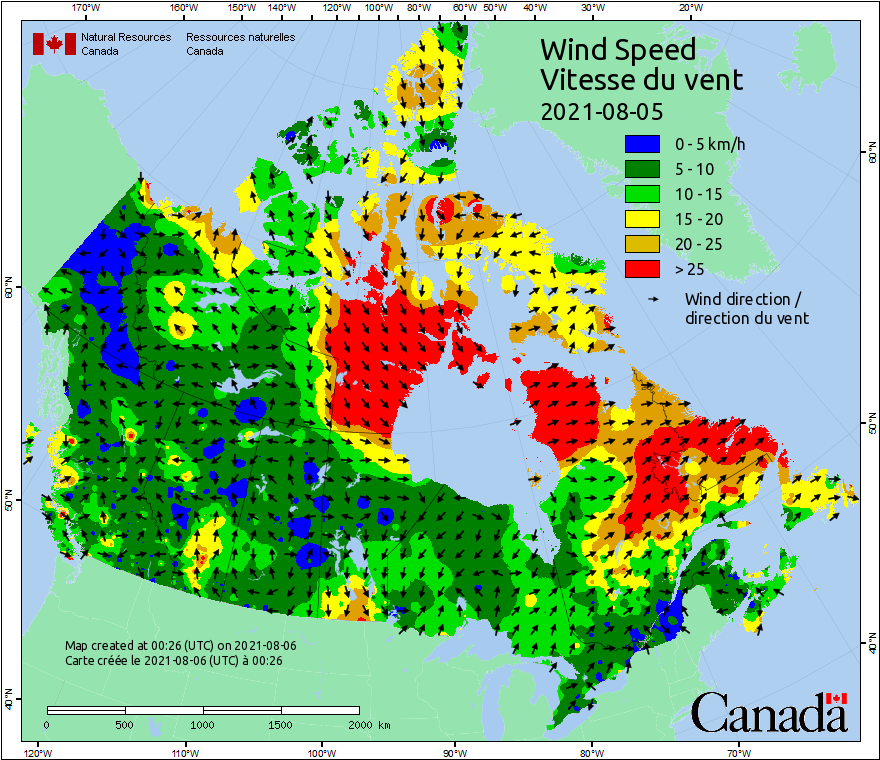 170°W 160°W 150°W 140°W 120°W 100°W 80°W 60°W 50°W 40°W 30°W 20°W
Natural Resources Canada
Ressources naturelles Canada
Wind Speed
Vitesse du vent
2021-08-05
0 - 5 km/h
5 - 10
10 - 15
15 - 20
20 - 25
> 25
Wind direction /
direction du vent
60°N
50°N
40°N
60°N
50°N
40°N
Map created at 00:26 (UTC) on 2021-08-06
Carte créée le 2021-08-06 (UTC) à 00:26
0 500 1000 1500 2000 km
Canada
120°W 110°W 100°W 90°W 80°W 70°W